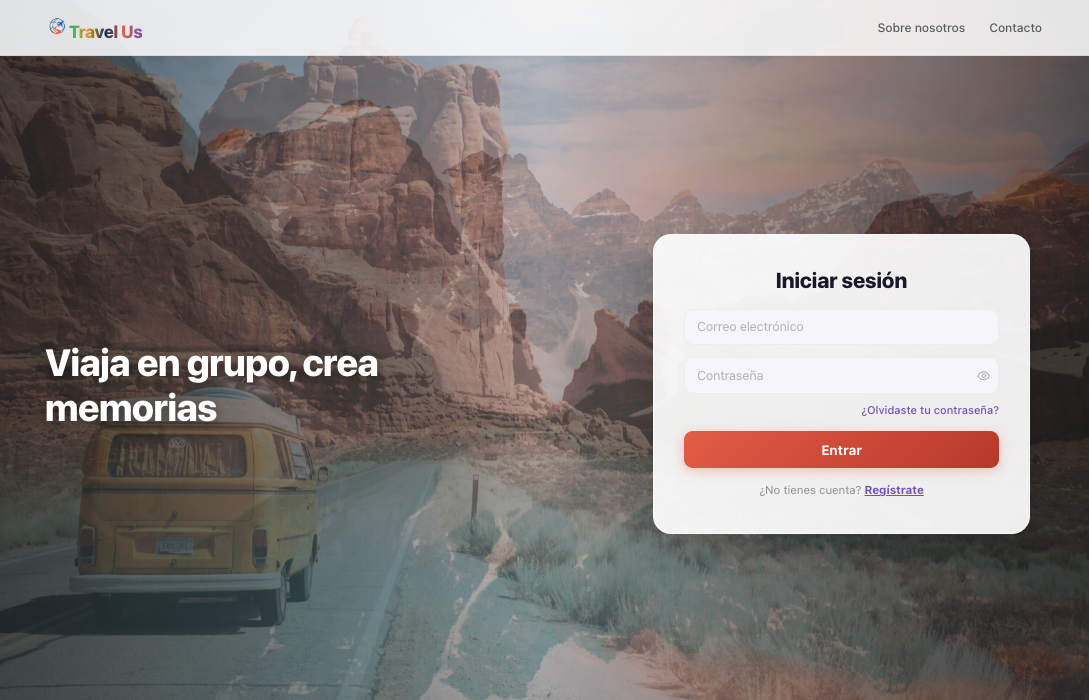 Travel Us
Sobre nosotros
Contacto
Viaja en grupo, crea
memorias
Iniciar sesión
Correo electrónico
Contraseña
¿Olvidaste tu contraseña?
Entrar
¿No tienes cuenta? Regístrate